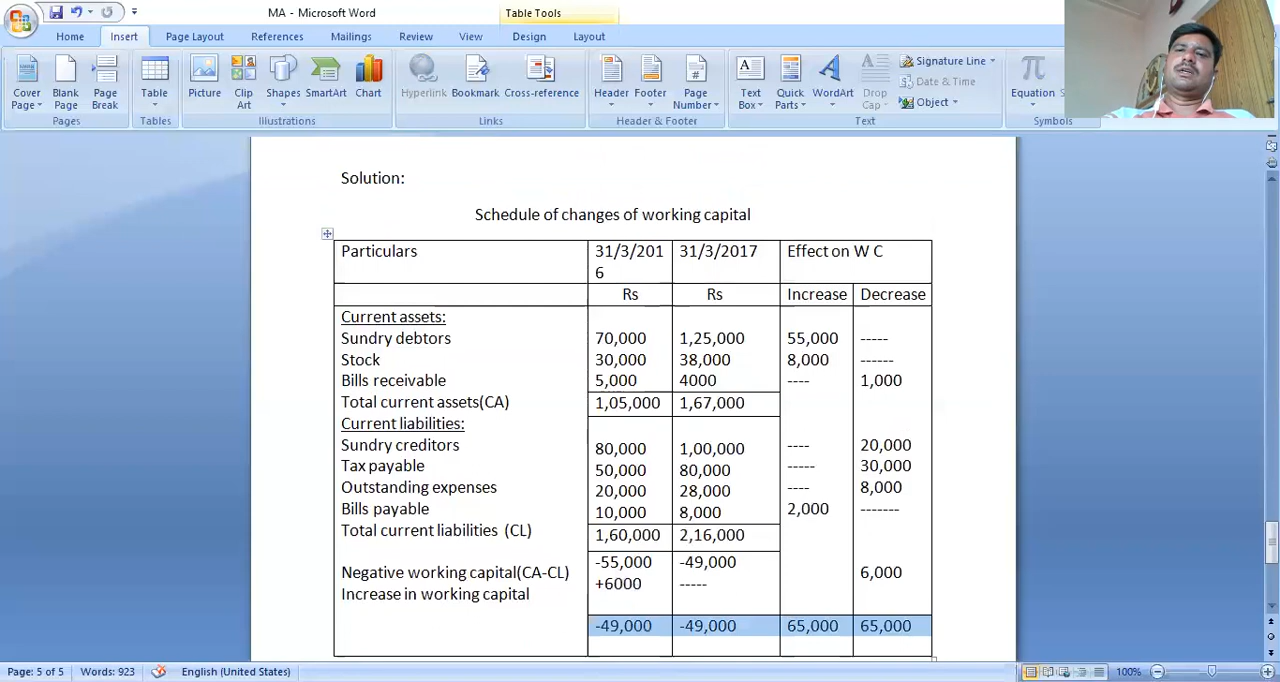 MA - Microsoft Word
Table Tools
Home
Insert
Page Layout
References
Mailings
Review
View
Design
Layout
Cover Page
Blank Page
Page Break
Table
Picture
Clip Art
Shapes
SmartArt
Chart
Hyperlink
Bookmark
Cross-reference
Header
Footer
Page Number
Text Box
Quick Parts
WordArt
Drop Cap
Signature Line
Date & Time
Object
Equation
Pages
Tables
Illustrations
Links
Header & Footer
Text
Symbols
Solution:
Schedule of changes of working capital
Particulars 31/3/201 31/3/2017 Effect on W C
6
Rs Rs Increase Decrease
Current assets:
Sundry debtors 70,000 1,25,000 55,000 -----
Stock 30,000 38,000 8,000 ------
Bills receivable 5,000 4000 ---- 1,000
Total current assets(CA) 1,05,000 1,67,000
Current liabilities:
Sundry creditors 80,000 1,00,000 ---- 20,000
Tax payable 50,000 80,000 ----- 30,000
Outstanding expenses 20,000 28,000 ---- 8,000
Bills payable 10,000 8,000 2,000 -------
Total current liabilities (CL) 1,60,000 2,16,000
-55,000 -49,000
Negative working capital(CA-CL) +6000 ----- 6,000
Increase in working capital
-49,000 -49,000 65,000 65,000
Page: 5 of 5
Words: 923
English (United States)
100%